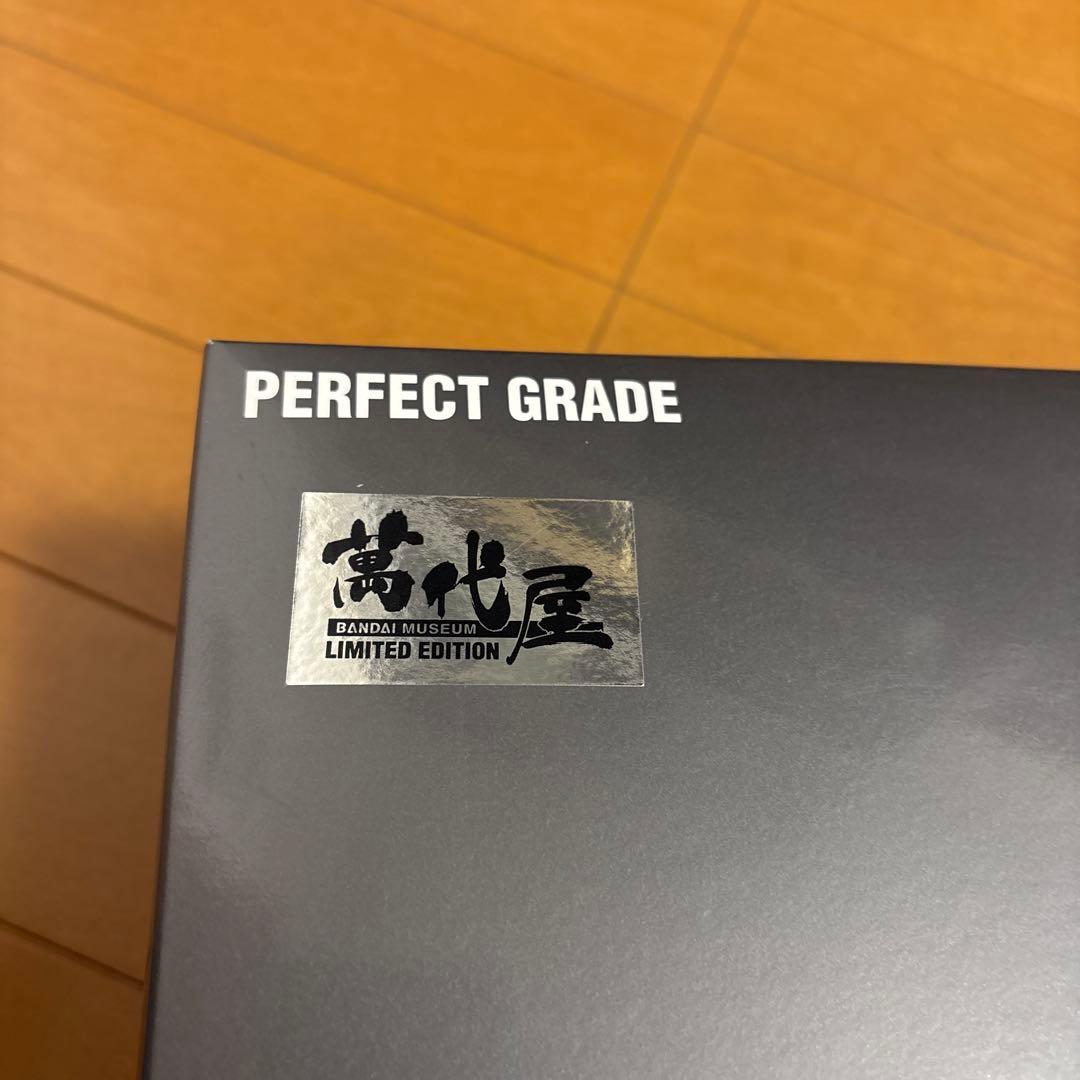 PERFECT GRADE
萬代屋
BANDAI MUSEUM
LIMITED EDITION